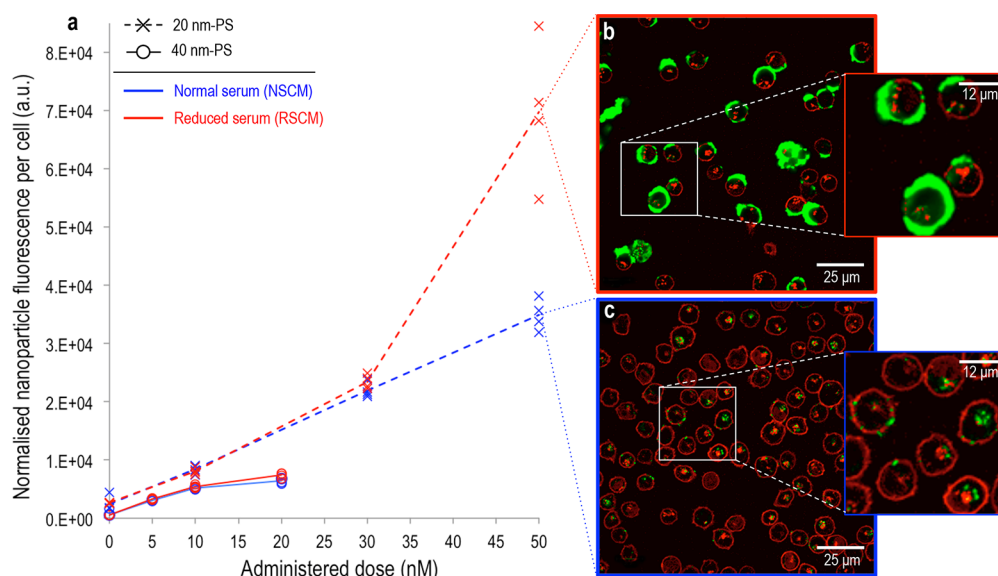 a
20 nm-PS
40 nm-PS
Normal serum (NSCM)
Reduced serum (RSCM)
Normalised nanoparticle fluorescence per cell (a.u.)
8.E+04
7.E+04
6.E+04
5.E+04
4.E+04
3.E+04
2.E+04
1.E+04
0.E+00
0 5 10 15 20 25 30 35 40 45 50
Administered dose (nM)
b
12 µm
25 µm
c
12 µm
25 µm